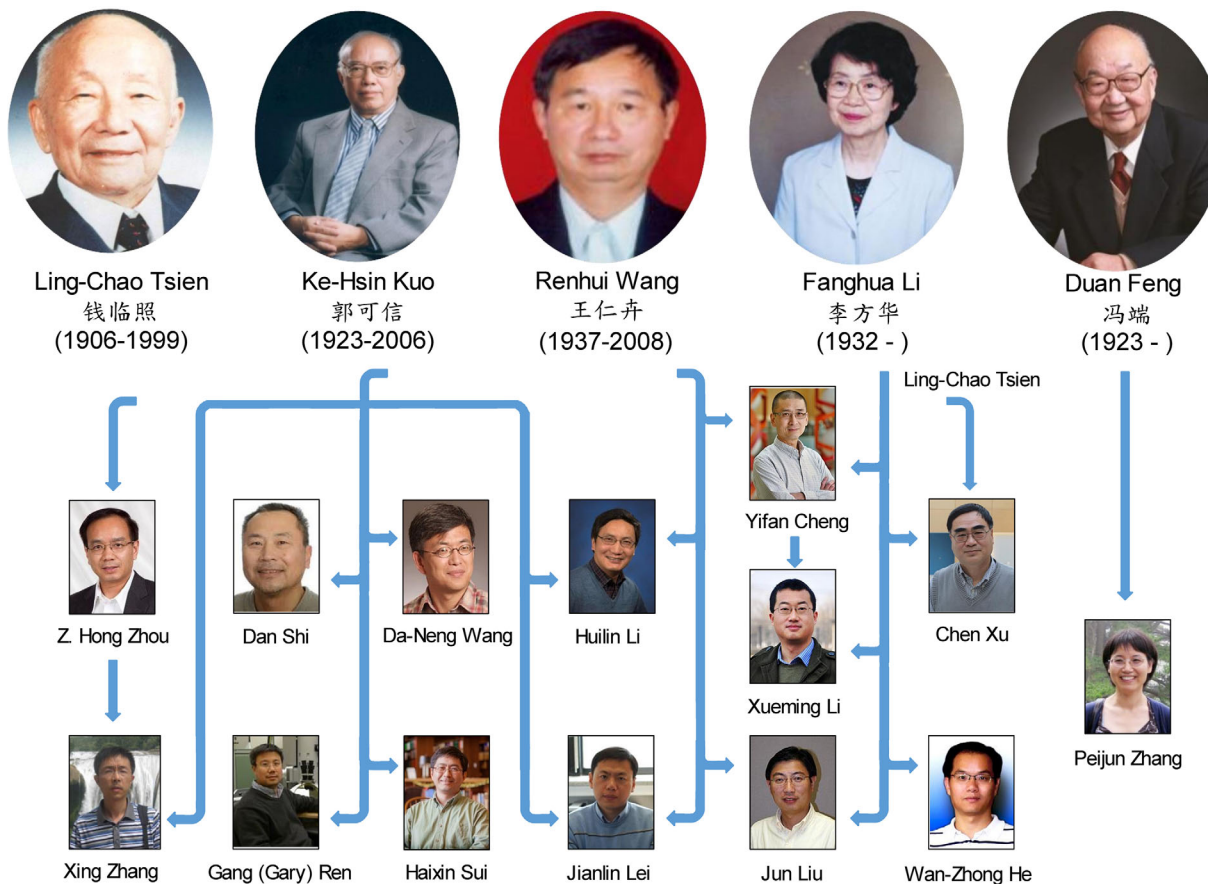 Ling-Chao Tsien
钱临照
(1906-1999)
Ke-Hsin Kuo
郭可信
(1923-2006)
Renhui Wang
王仁卉
(1937-2008)
Fanghua Li
李方华
(1932 - )
Duan Feng
冯端
(1923 - )
Ling-Chao Tsien
Yifan Cheng
Z. Hong Zhou
Dan Shi
Da-Neng Wang
Huilin Li
Chen Xu
Xueming Li
Peijun Zhang
Xing Zhang
Gang (Gary) Ren
Haixin Sui
Jianlin Lei
Jun Liu
Wan-Zhong He